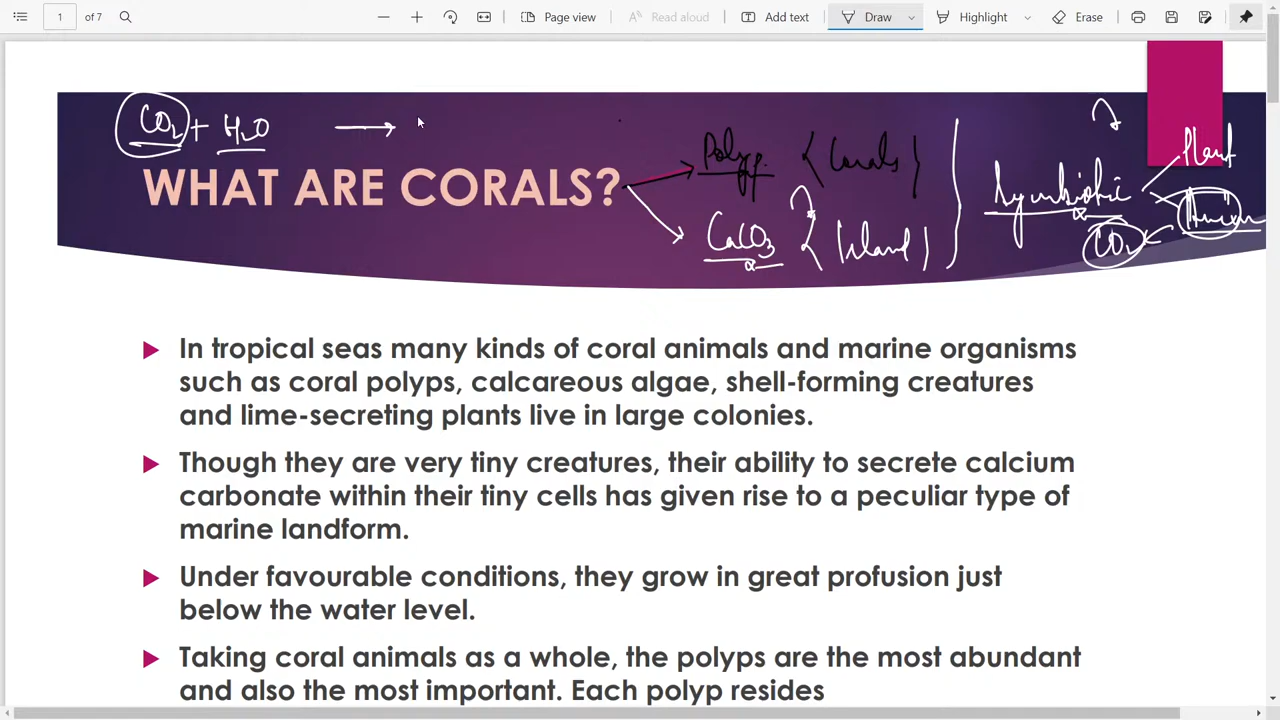 1 of 7 Page view Read aloud Add text Draw Highlight Erase
CO2 + H2O →
Polyp. { Corals }
Plant
WHAT ARE CORALS?
Symbiotic
CaCO3 { Island }
CO2
In tropical seas many kinds of coral animals and marine organisms
such as coral polyps, calcareous algae, shell-forming creatures
and lime-secreting plants live in large colonies.
Though they are very tiny creatures, their ability to secrete calcium
carbonate within their tiny cells has given rise to a peculiar type of
marine landform.
Under favourable conditions, they grow in great profusion just
below the water level.
Taking coral animals as a whole, the polyps are the most abundant
and also the most important. Each polyp resides